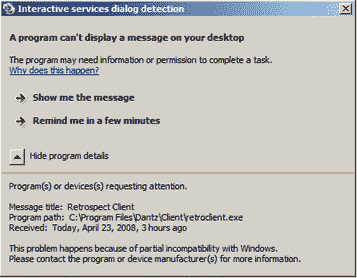 Interactive services dialog detection
A program can't display a message on your desktop
The program may need information or permission to complete a task.
Why does this happen?
Show me the message
Remind me in a few minutes
Hide program details
Program(s) or devices(s) requesting attention.
Message title: Retrospect Client
Program path: C:\Program Files\Dantz\Client\retroclient.exe
Received: Today, April 23, 2008, 3 hours ago
This problem happens because of partial incompatibility with Windows.
Please contact the program or device manufacturer(s) for more information.